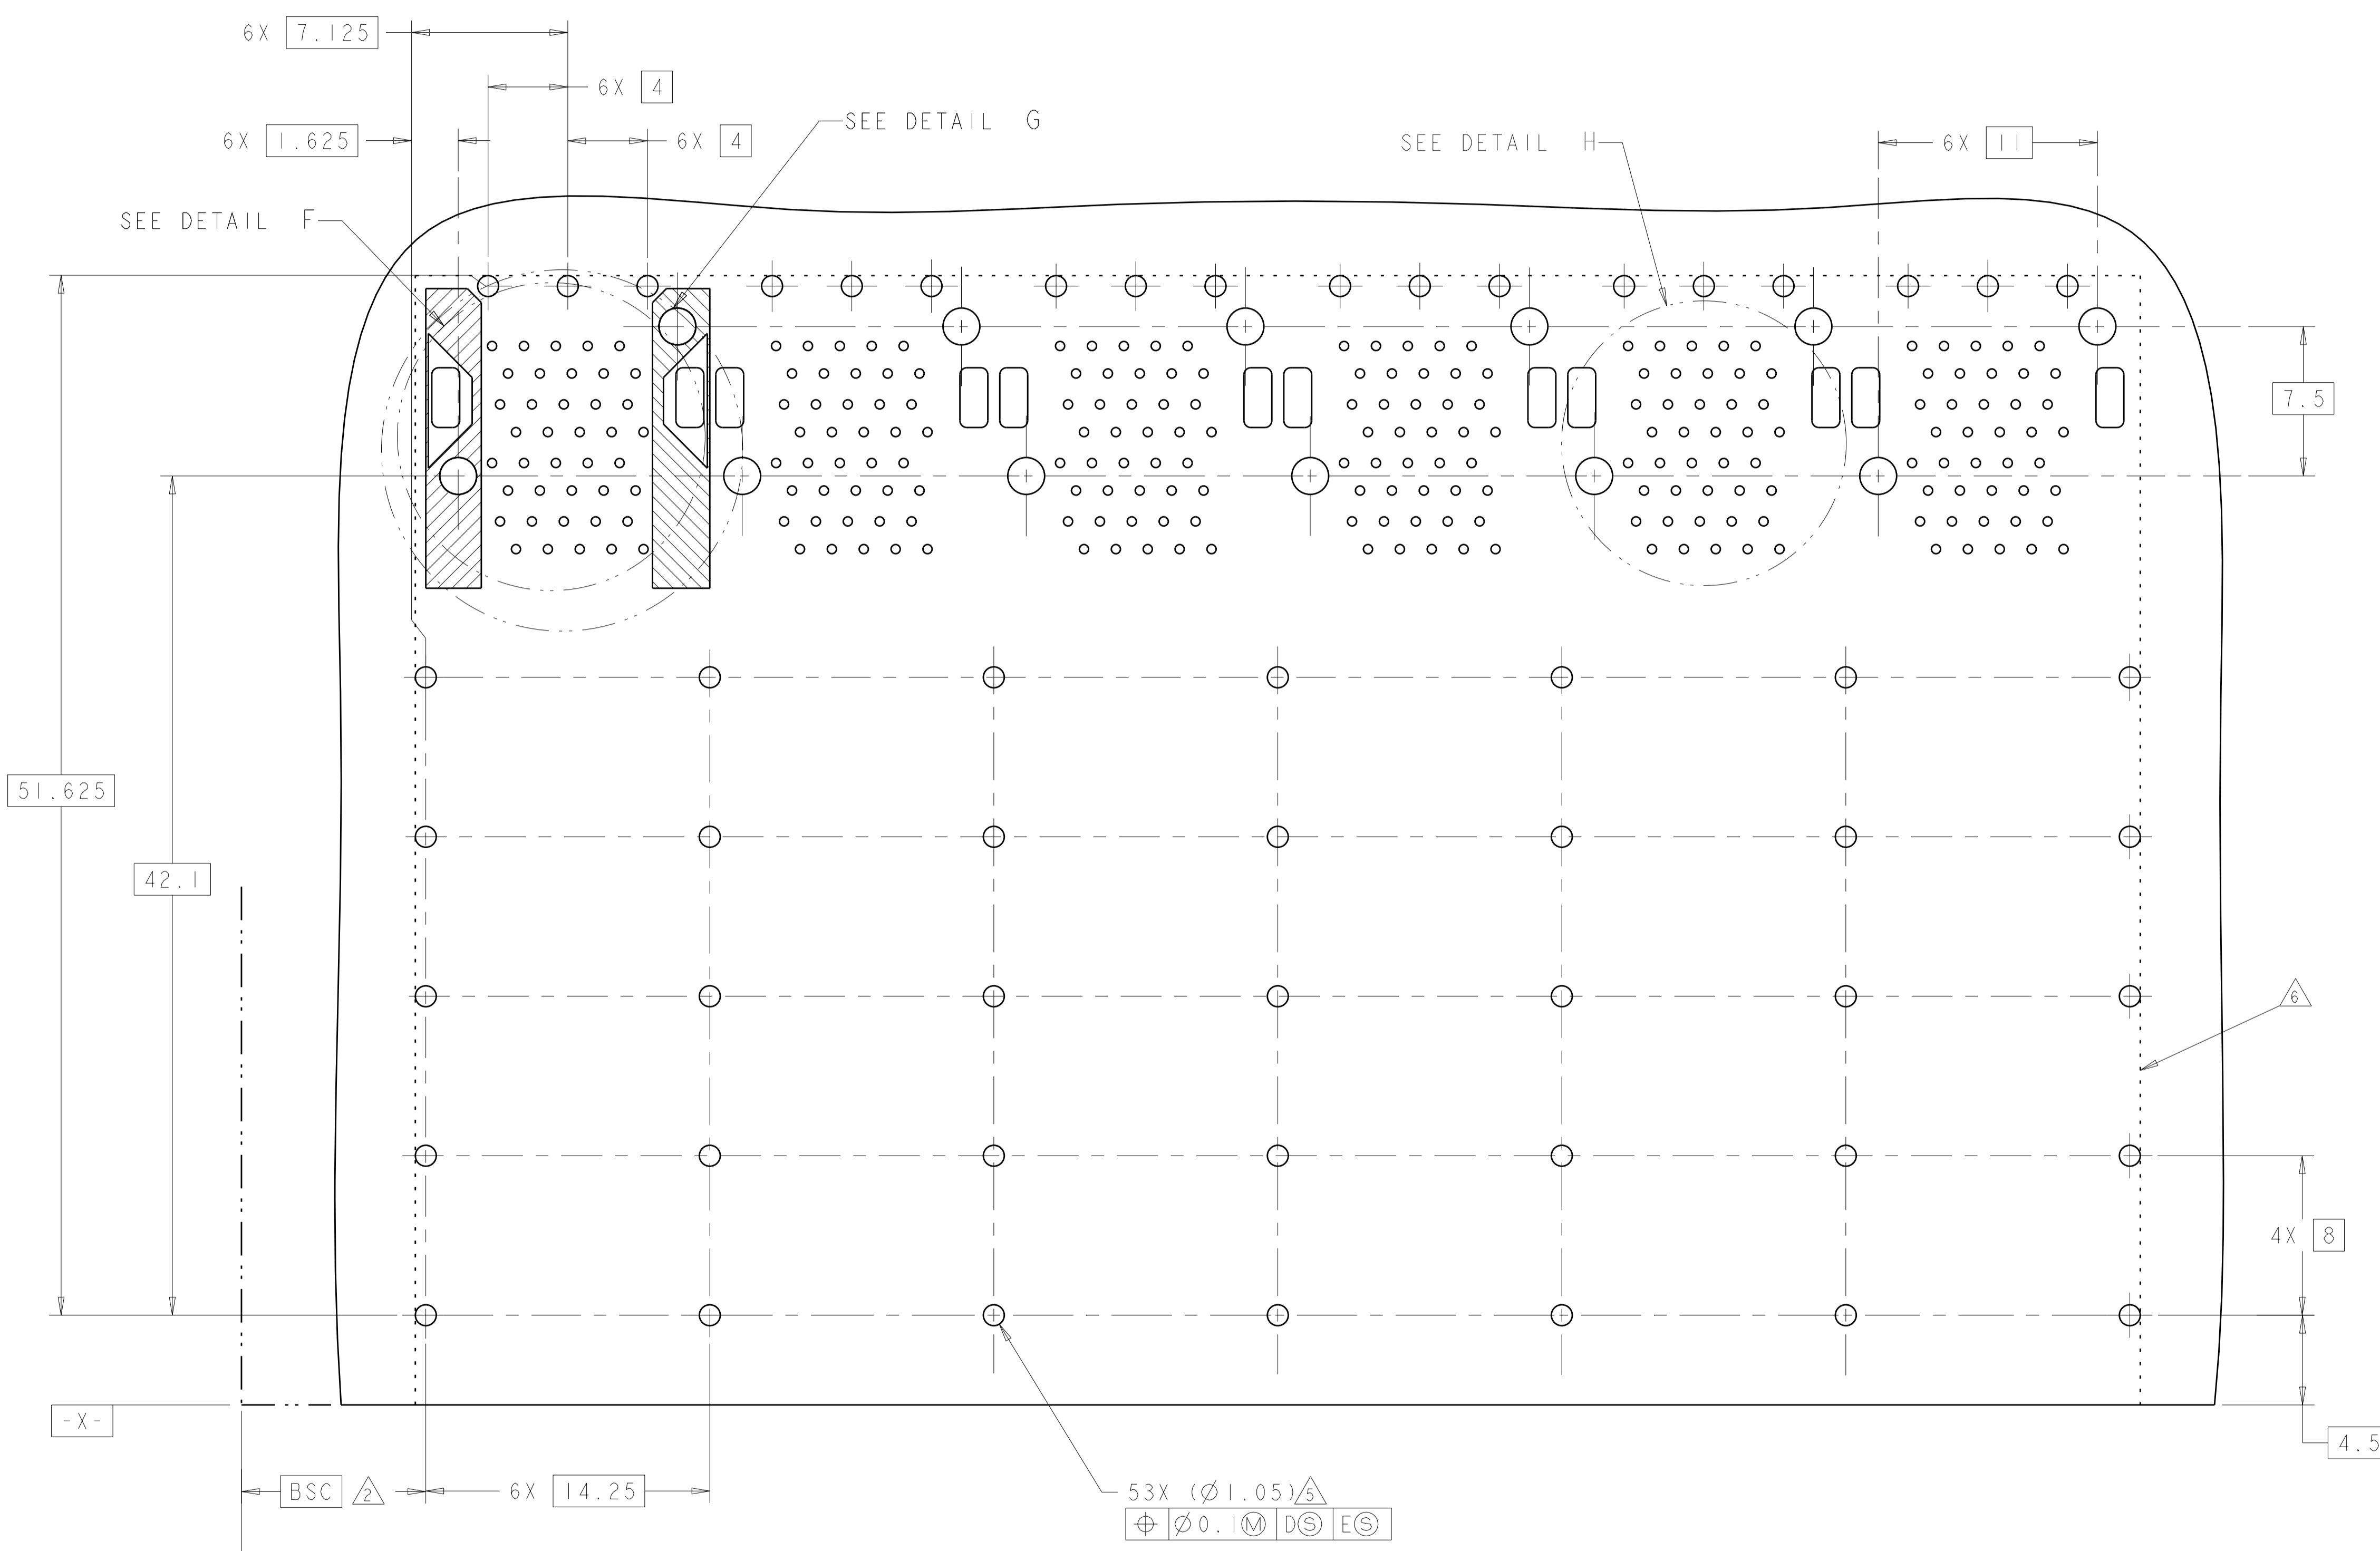 6X 7.125
6X 4
6X 1.625
6X 4
SEE DETAIL G
SEE DETAIL H
6X 11
SEE DETAIL F
7.5
51.625
42.1
6
4X 8
-X-
4.5
BSC 2
6X 14.25
53X (Ø1.05) 5
⌖ Ø0.1Ⓜ DⓈ EⓈ